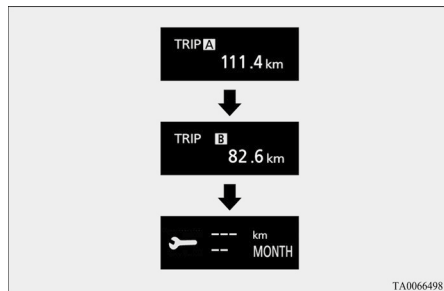 TRIP A
111.4 km
TRIP B
82.6 km
--- km
-- MONTH
TA0066498